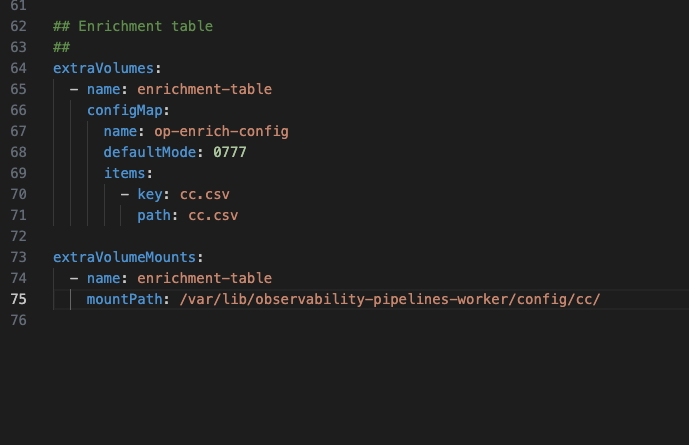 61
62 ## Enrichment table
63 ##
64 extraVolumes:
65 - name: enrichment-table
66 configMap:
67 name: op-enrich-config
68 defaultMode: 0777
69 items:
70 - key: cc.csv
71 path: cc.csv
72
73 extraVolumeMounts:
74 - name: enrichment-table
75 mountPath: /var/lib/observability-pipelines-worker/config/cc/
76